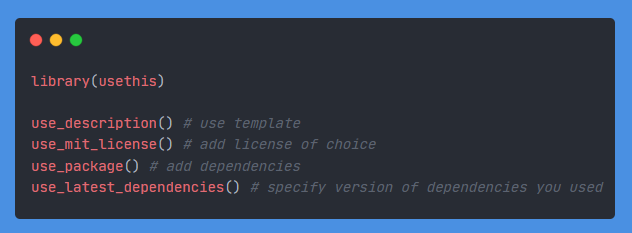 library(usethis)
use_description() # use template
use_mit_license() # add license of choice
use_package() # add dependencies
use_latest_dependencies() # specify version of dependencies you used